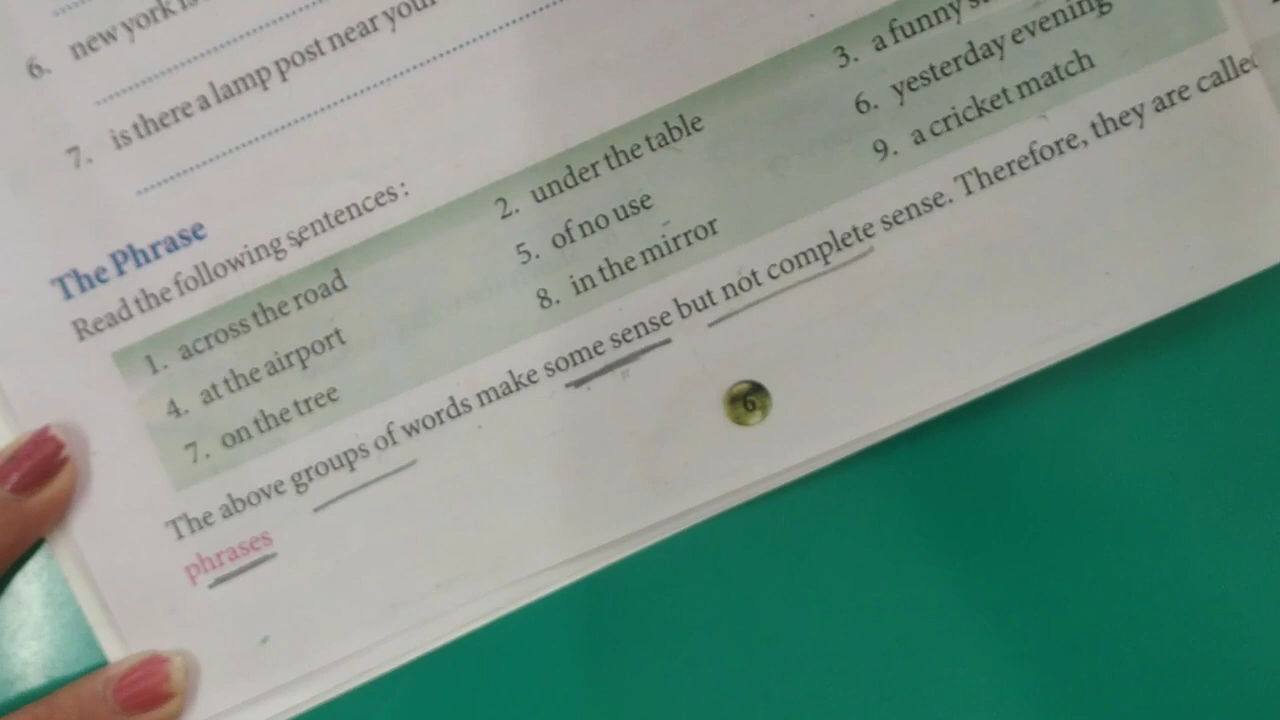 6. new york is
7. is there a lamp post near your
The Phrase
Read the following sentences:
1. across the road 2. under the table 3. a funny
4. at the airport 5. of no use 6. yesterday evening
7. on the tree 8. in the mirror 9. a cricket match
The above groups of words make some sense but not complete sense. Therefore, they are called
phrases
6